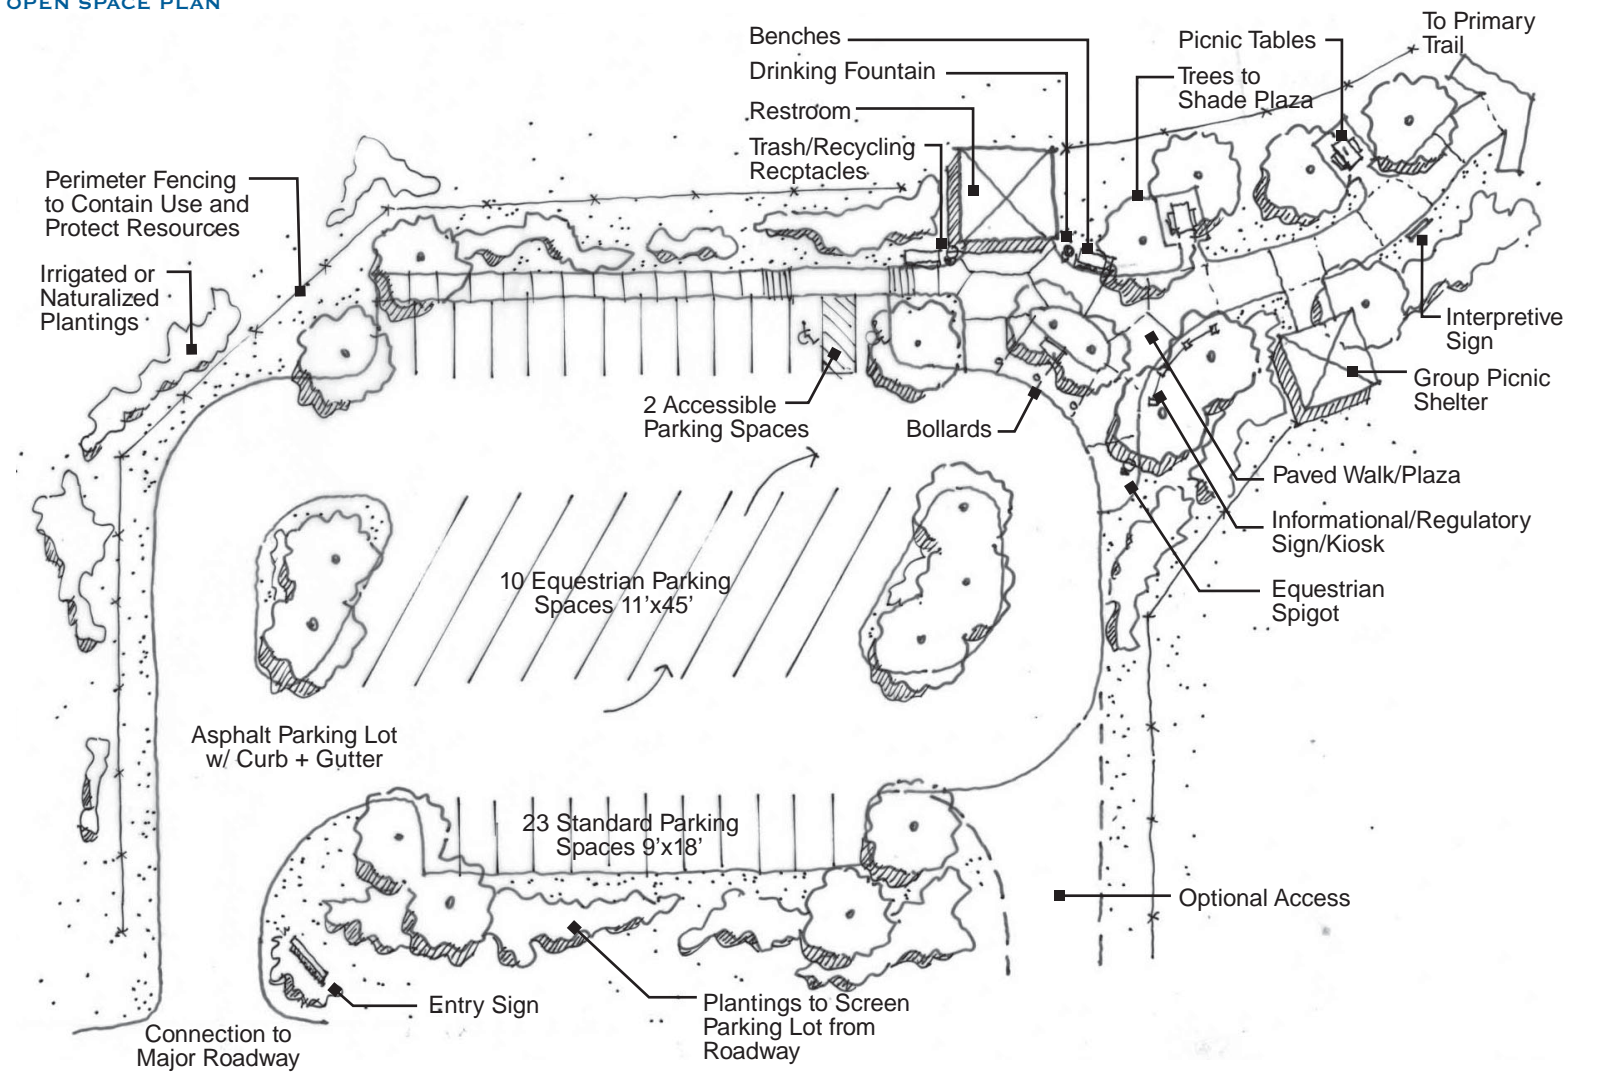 OPEN SPACE PLAN
To Primary
Trail
Benches
Picnic Tables
Drinking Fountain
Trees to
Shade Plaza
Restroom
Trash/Recycling
Recptacles
Perimeter Fencing
to Contain Use and
Protect Resources
Irrigated or
Naturalized
Plantings
Interpretive
Sign
Group Picnic
Shelter
2 Accessible
Parking Spaces
Bollards
Paved Walk/Plaza
Informational/Regulatory
Sign/Kiosk
10 Equestrian Parking
Spaces 11'x45'
Equestrian
Spigot
Asphalt Parking Lot
w/ Curb + Gutter
23 Standard Parking
Spaces 9'x18'
Optional Access
Entry Sign
Plantings to Screen
Parking Lot from
Roadway
Connection to
Major Roadway